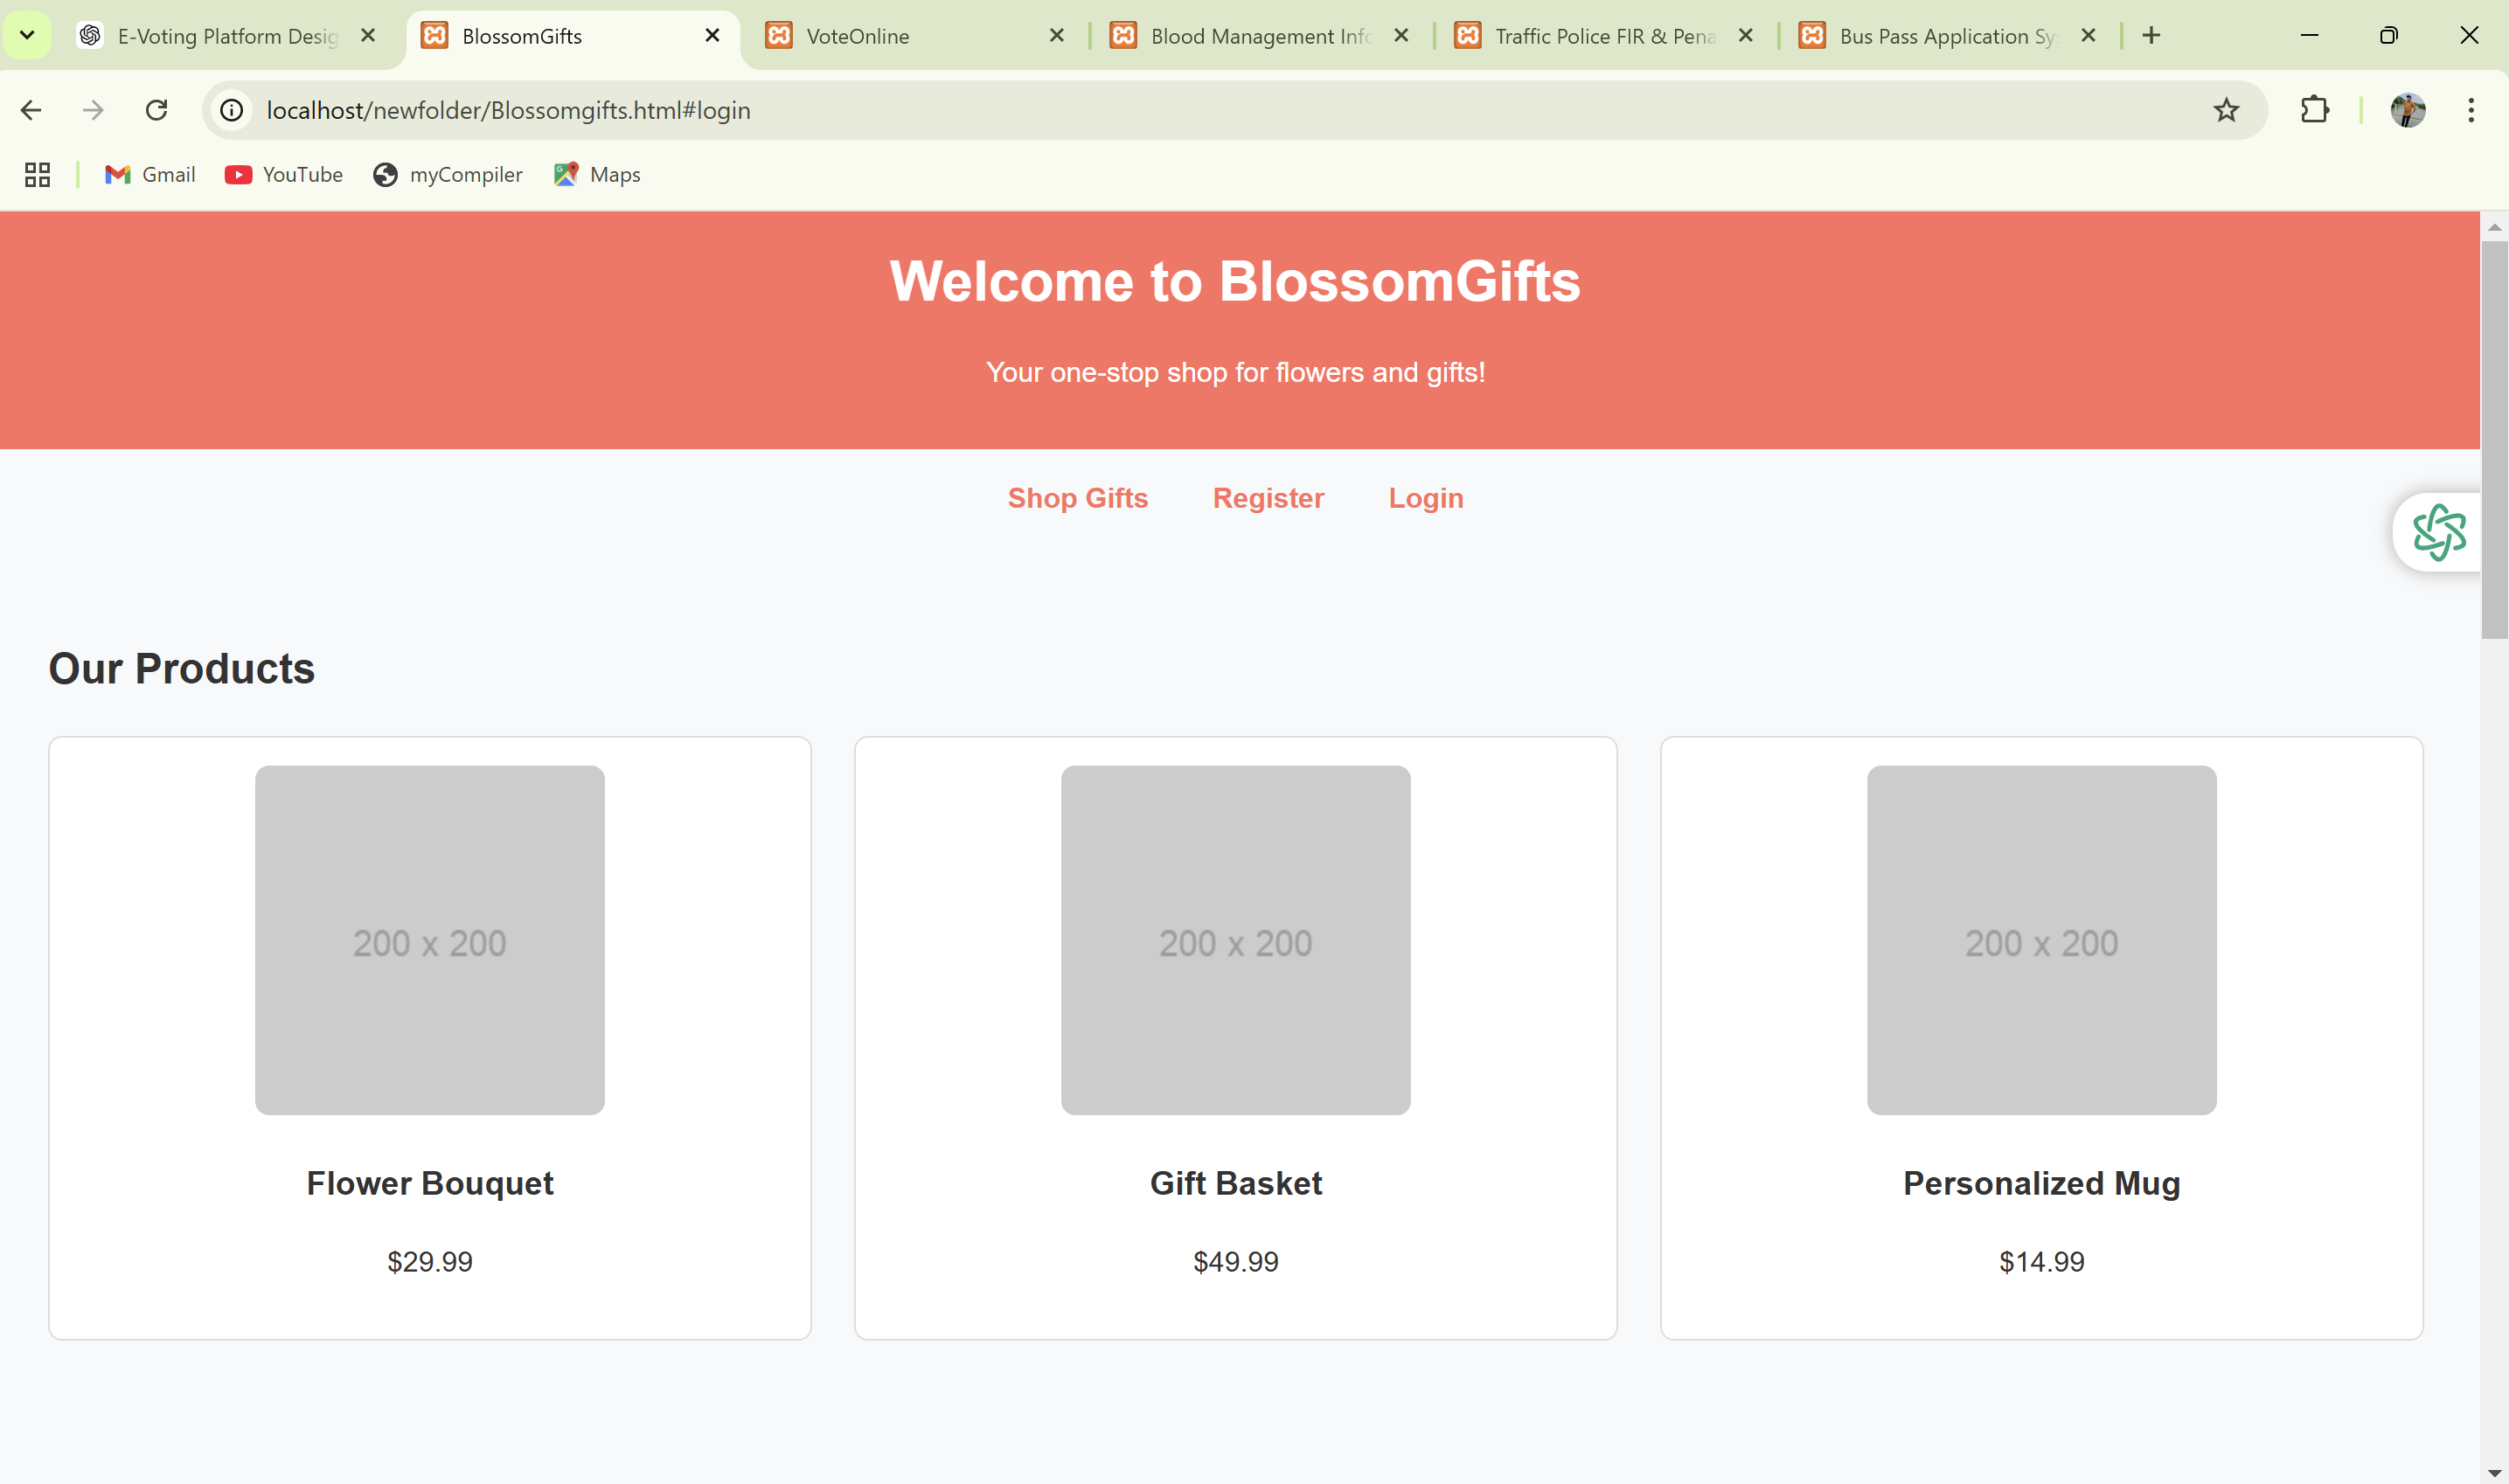 E-Voting Platform Desig
BlossomGifts
VoteOnline
Blood Management Info
Traffic Police FIR & Pena
Bus Pass Application Sy
localhost/newfolder/Blossomgifts.html#login
Gmail
YouTube
myCompiler
Maps
Welcome to BlossomGifts
Your one-stop shop for flowers and gifts!
Shop Gifts
Register
Login
Our Products
200 x 200
200 x 200
200 x 200
Flower Bouquet
Gift Basket
Personalized Mug
$29.99
$49.99
$14.99